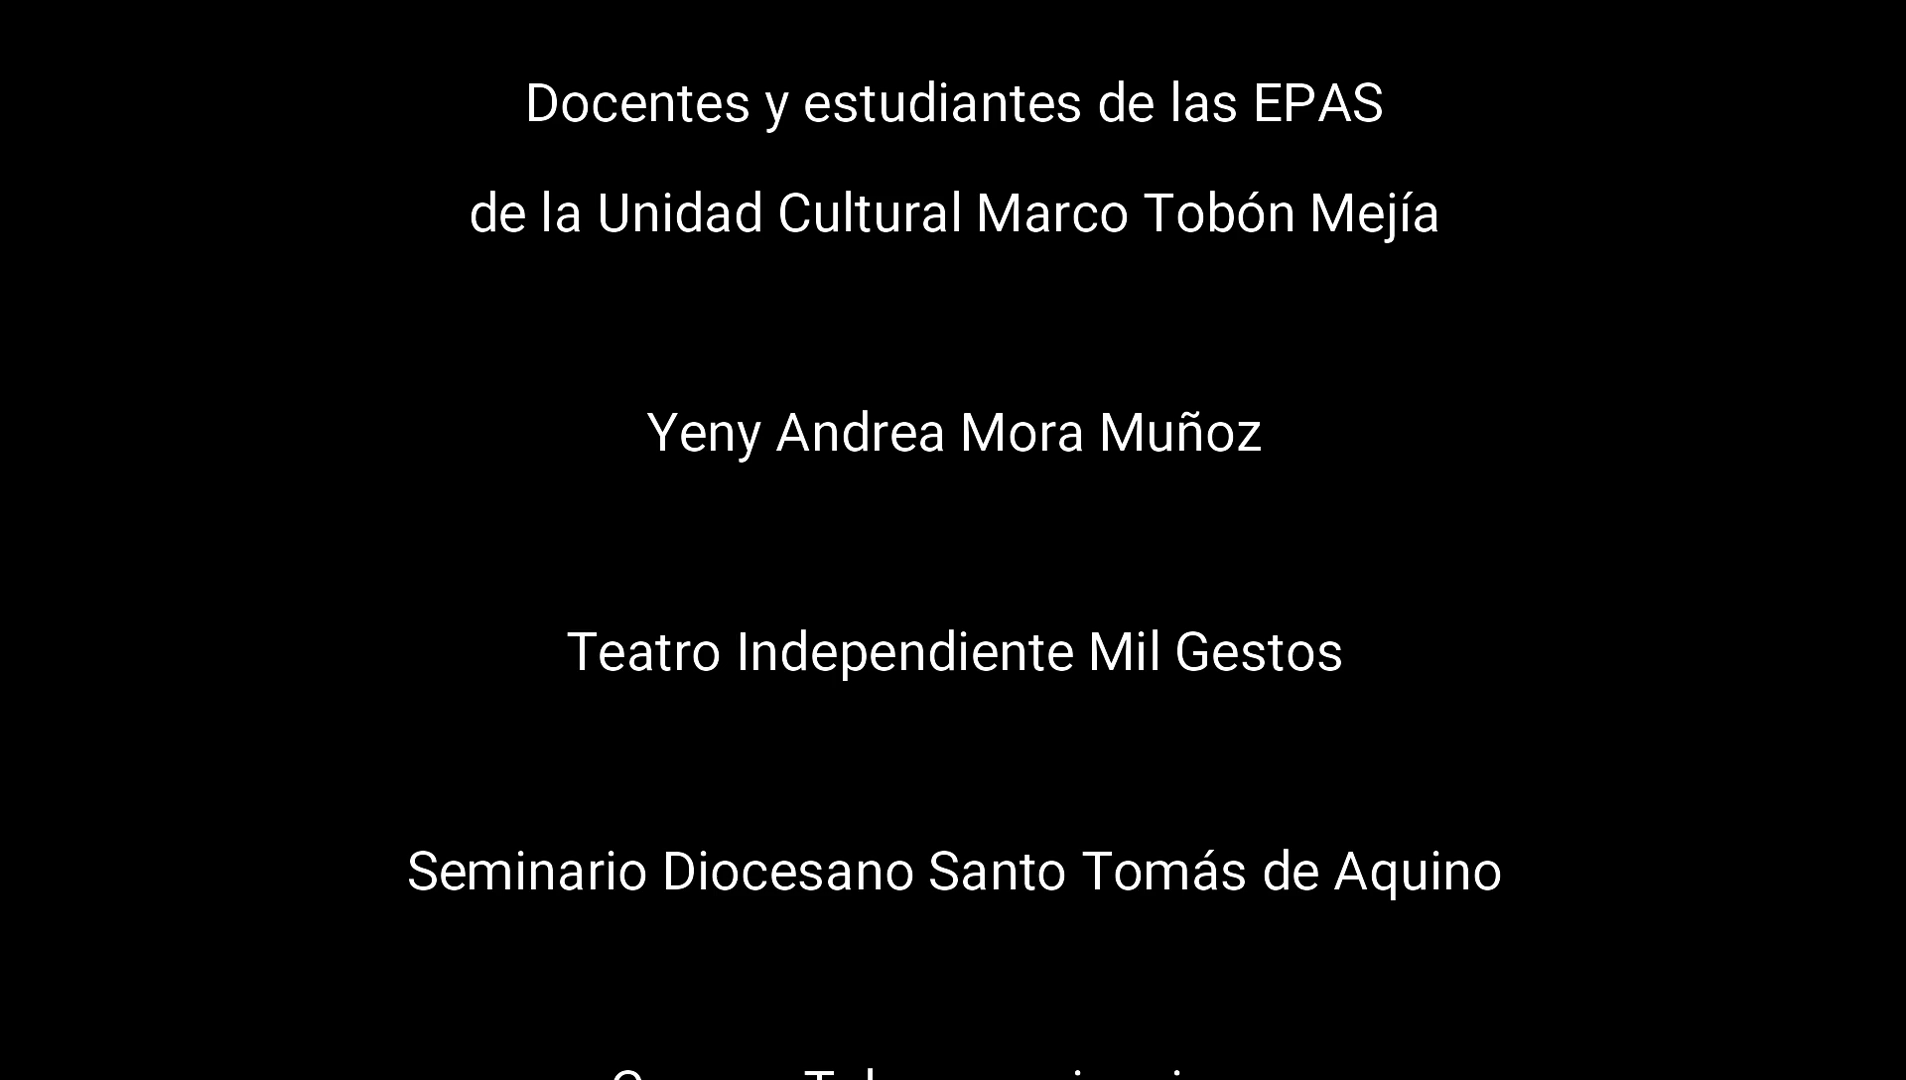 Docentes y estudiantes de las EPAS
de la Unidad Cultural Marco Tobón Mejía
Yeny Andrea Mora Muñoz
Teatro Independiente Mil Gestos
Seminario Diocesano Santo Tomás de Aquino